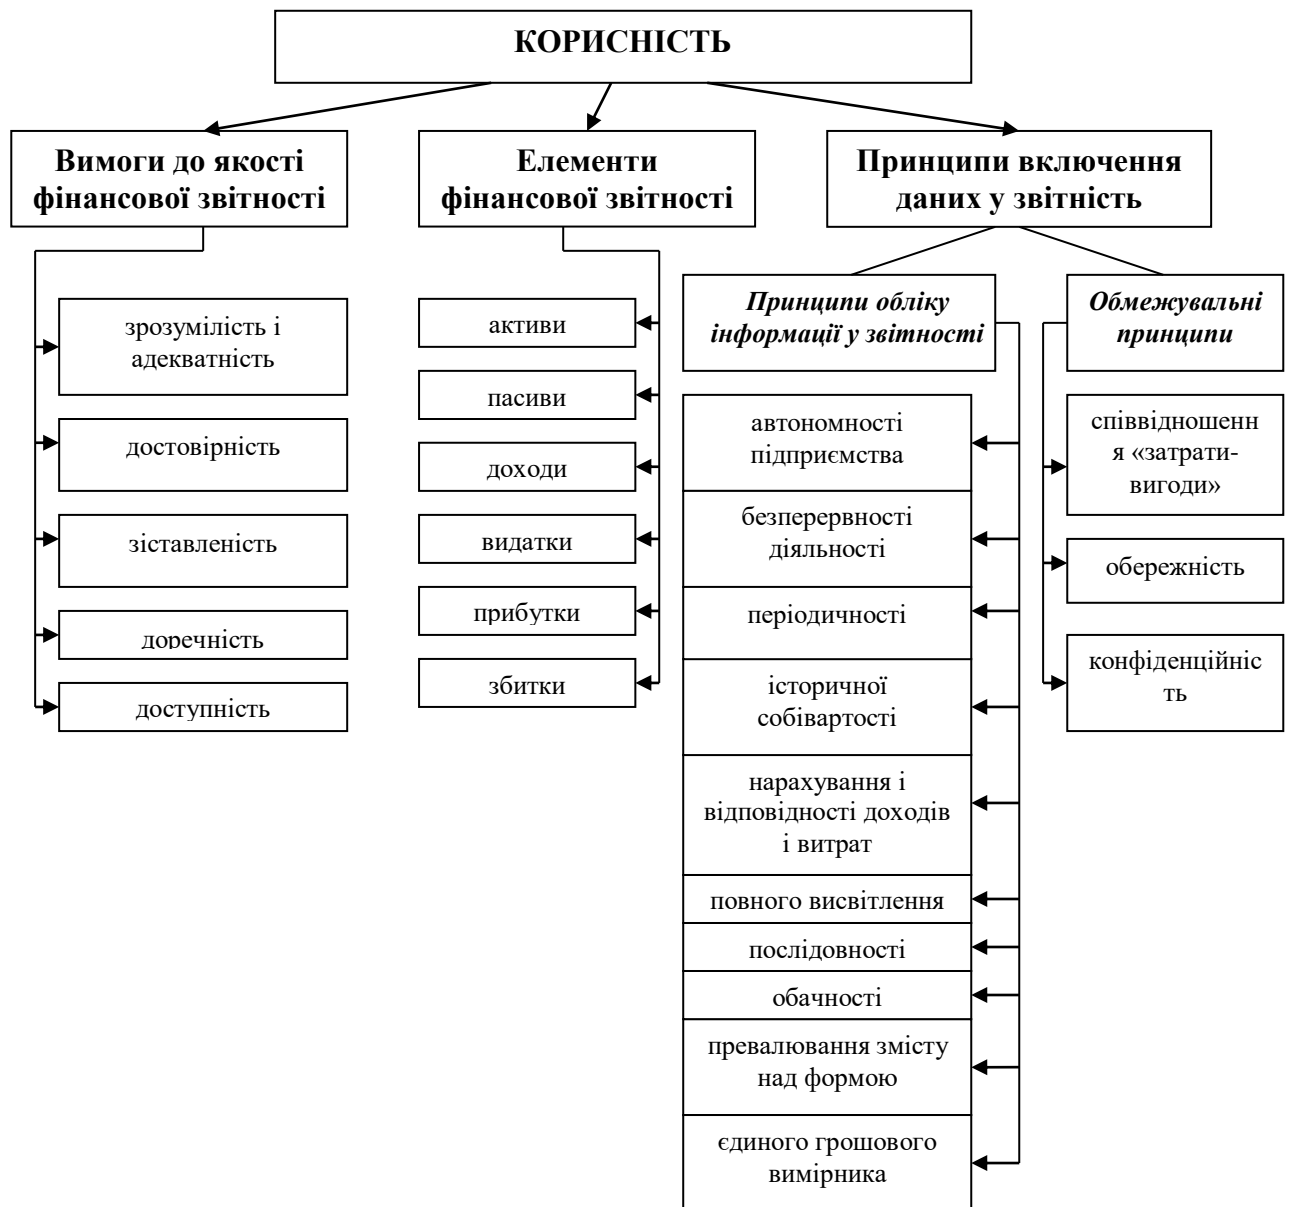 КОРИСНІСТЬ
Вимоги до якості
фінансової звітності
Елементи
фінансової звітності
Принципи включення
даних у звітність
зрозумілість і
адекватність
достовірність
зіставленість
доречність
доступність
активи
пасиви
доходи
видатки
прибутки
збитки
Принципи обліку
інформації у звітності
автономності
підприємства
безперервності
діяльності
періодичності
історичної
собівартості
нарахування і
відповідності доходів
і витрат
повного висвітлення
послідовності
обачності
превалювання змісту
над формою
єдиного грошового
вимірника
Обмежувальні
принципи
співвідношенн
я «затрати-
вигоди»
обережність
конфіденційніс
ть